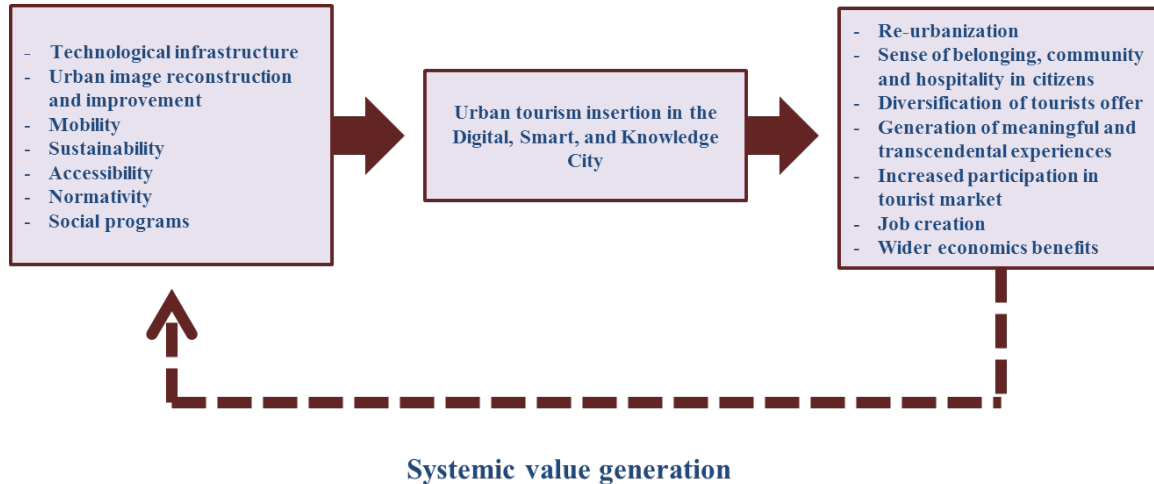 - Technological infrastructure
- Urban image reconstruction
and improvement
- Mobility
- Sustainability
- Accessibility
- Normativity
- Social programs
Urban tourism insertion in the
Digital, Smart, and Knowledge
City
- Re-urbanization
- Sense of belonging, community
and hospitality in citizens
- Diversification of tourists offer
- Generation of meaningful and
transcendental experiences
- Increased participation in
tourist market
- Job creation
- Wider economics benefits
Systemic value generation